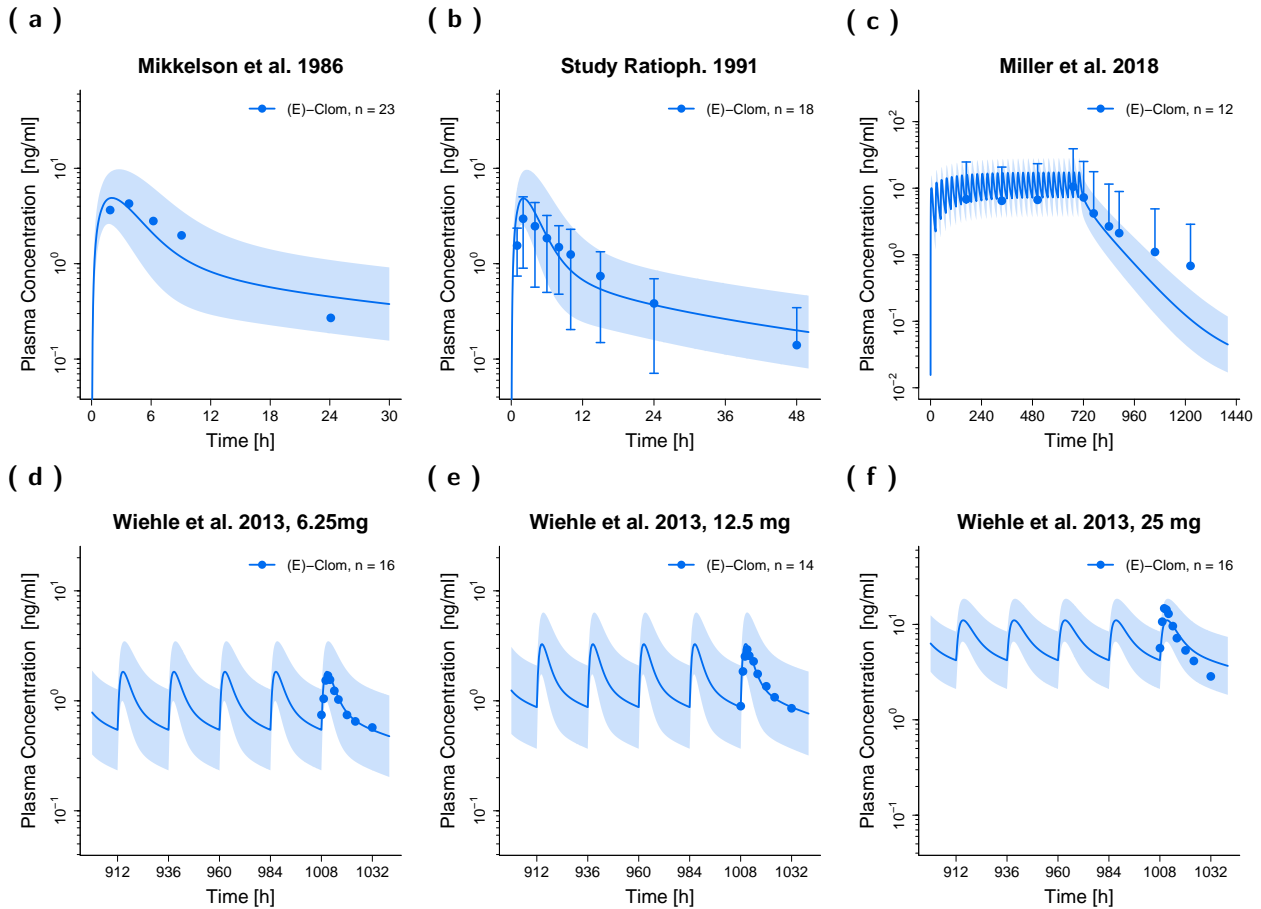 ( a )
Mikkelson et al. 1986
(E)−Clom, n = 23
Plasma Concentration [ng/ml]
10^1
10^0
10^−1
0 6 12 18 24 30
Time [h]
( b )
Study Ratioph. 1991
(E)−Clom, n = 18
Plasma Concentration [ng/ml]
10^1
10^0
10^−1
0 12 24 36 48
Time [h]
( c )
Miller et al. 2018
(E)−Clom, n = 12
Plasma Concentration [ng/ml]
10^2
10^1
10^0
10^−1
10^−2
0 240 480 720 960 1200 1440
Time [h]
( d )
Wiehle et al. 2013, 6.25mg
(E)−Clom, n = 16
Plasma Concentration [ng/ml]
10^1
10^0
10^−1
912 936 960 984 1008 1032
Time [h]
( e )
Wiehle et al. 2013, 12.5 mg
(E)−Clom, n = 14
Plasma Concentration [ng/ml]
10^1
10^0
10^−1
912 936 960 984 1008 1032
Time [h]
( f )
Wiehle et al. 2013, 25 mg
(E)−Clom, n = 16
Plasma Concentration [ng/ml]
10^1
10^0
10^−1
912 936 960 984 1008 1032
Time [h]